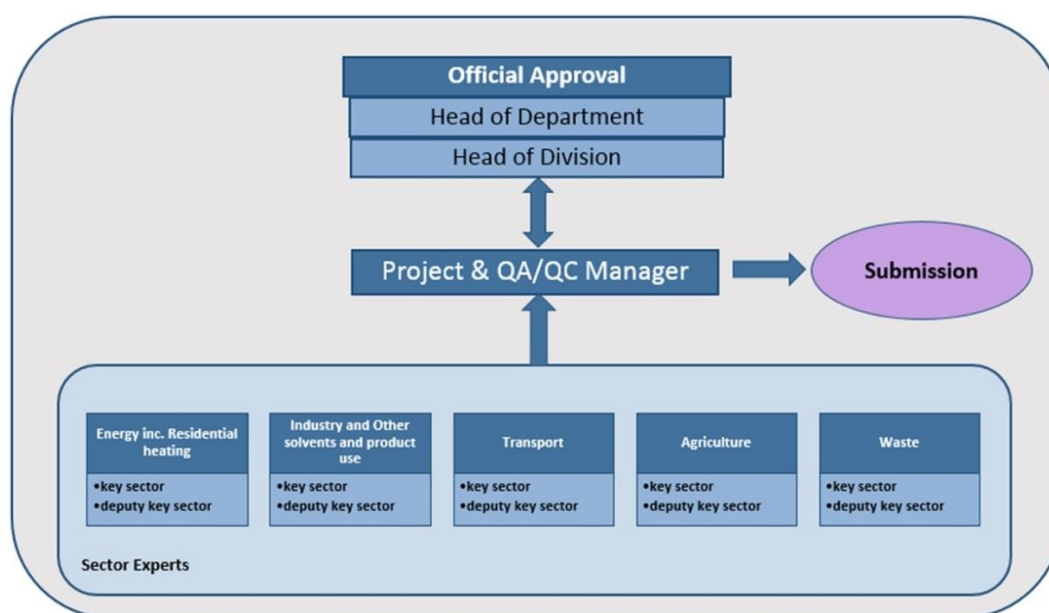 Official Approval
Head of Department
Head of Division
Project & QA/QC Manager
Submission
Energy inc. Residential
heating
•key sector
•deputy key sector
Industry and Other
solvents and product
use
•key sector
•deputy key sector
Transport
•key sector
•deputy key sector
Agriculture
•key sector
•deputy key sector
Waste
•key sector
•deputy key sector
Sector Experts